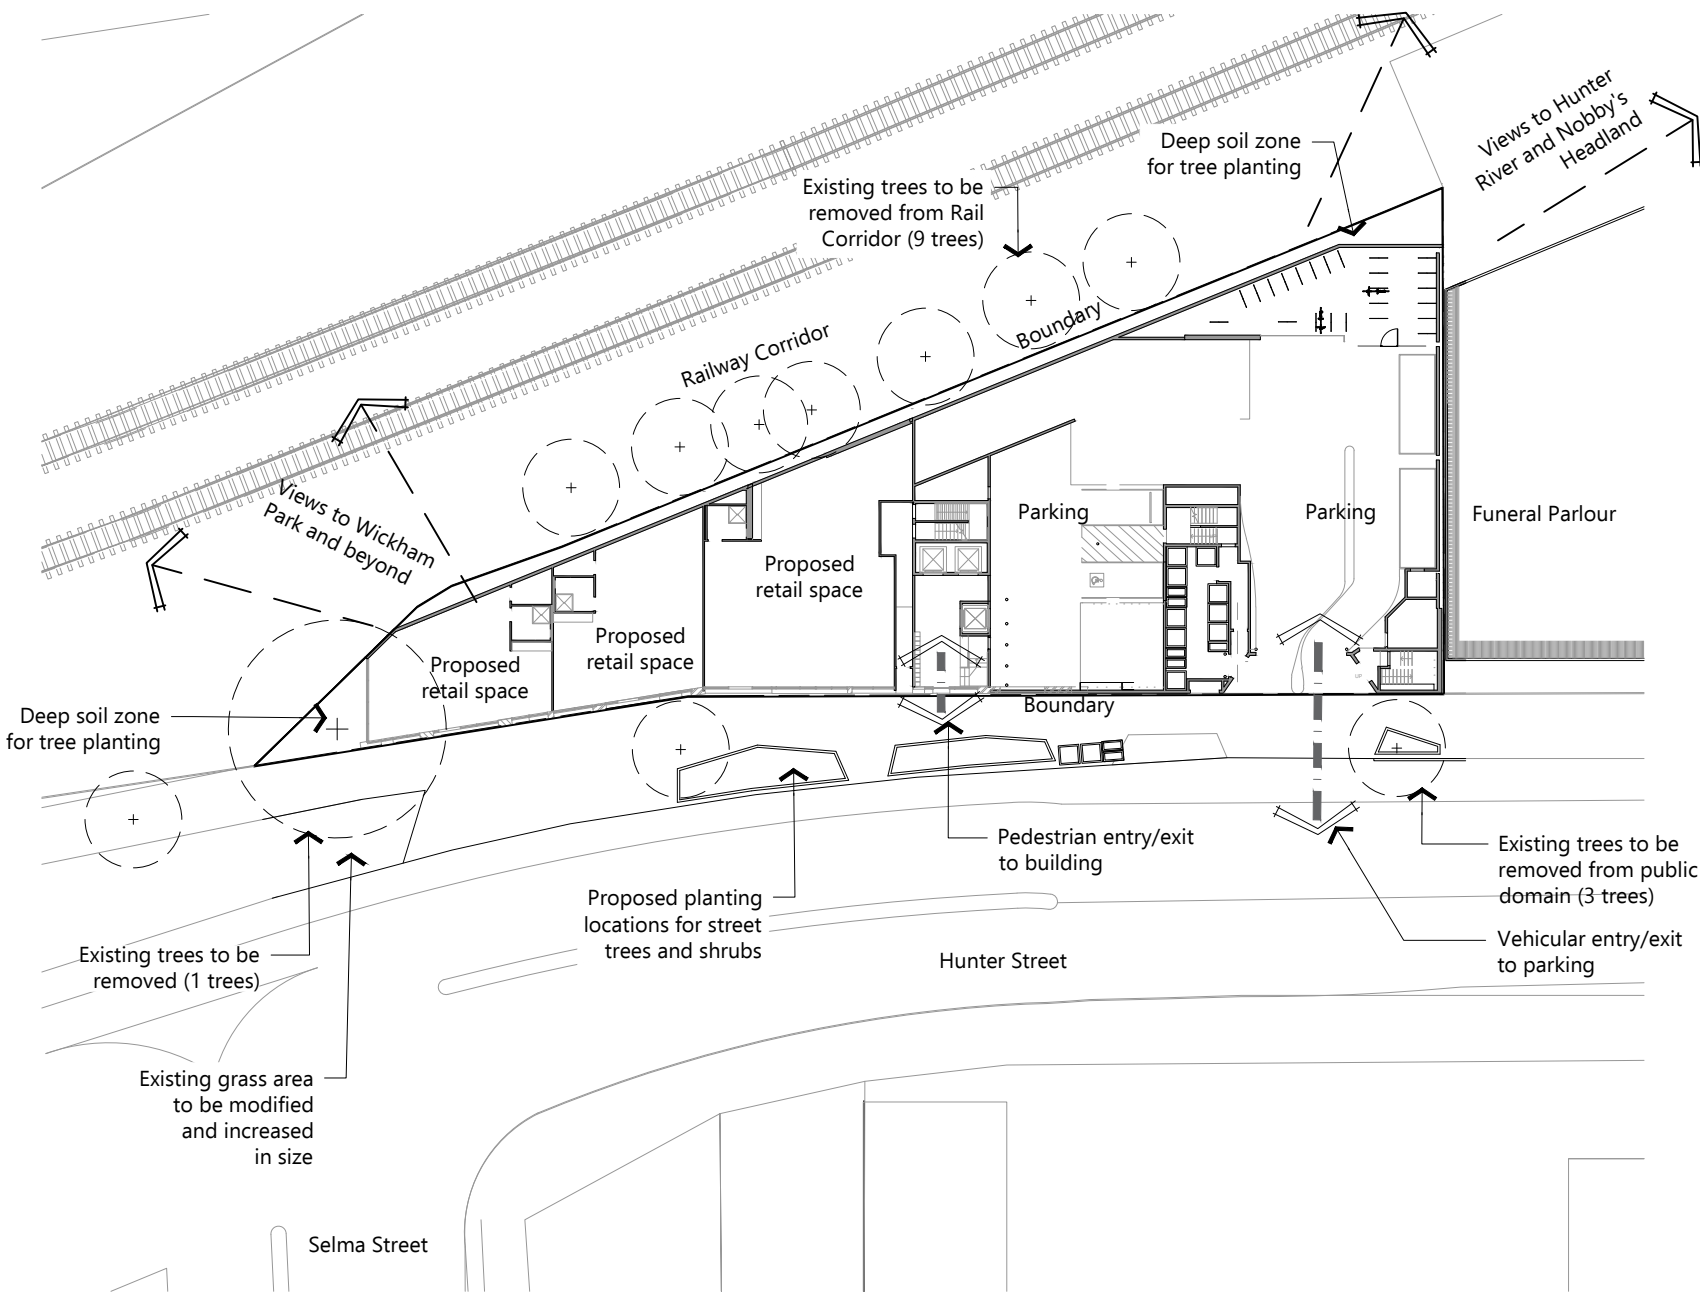 Views to Hunter
River and Nobby's
Headland
Deep soil zone
for tree planting
Existing trees to be
removed from Rail
Corridor (9 trees)
Railway Corridor
Boundary
Views to Wickham
Park and beyond
Parking
Parking
Funeral Parlour
Proposed
retail space
Proposed
retail space
Proposed
retail space
UP
Boundary
Deep soil zone
for tree planting
Pedestrian entry/exit
to building
Existing trees to be
removed from public
domain (3 trees)
Proposed planting
locations for street
trees and shrubs
Vehicular entry/exit
to parking
Existing trees to be
removed (1 trees)
Hunter Street
Existing grass area
to be modified
and increased
in size
Selma Street